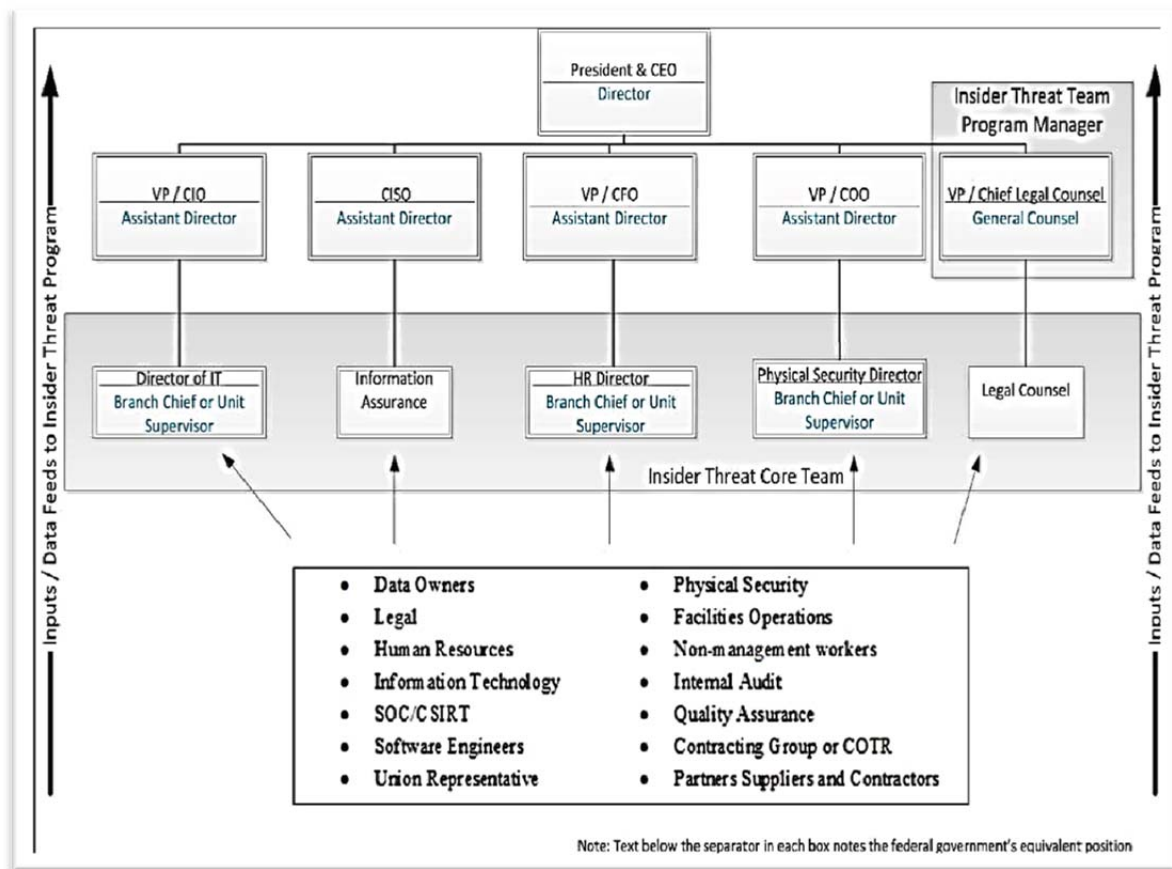 President & CEO
Director
Insider Threat Team
Program Manager
VP / CIO
Assistant Director
CISO
Assistant Director
VP / CFO
Assistant Director
VP / COO
Assistant Director
VP / Chief Legal Counsel
General Counsel
Director of IT
Branch Chief or Unit
Supervisor
Information
Assurance
HR Director
Branch Chief or Unit
Supervisor
Physical Security Director
Branch Chief or Unit
Supervisor
Legal Counsel
Insider Threat Core Team
Inputs / Data Feeds to Insider Threat Program
Inputs / Data Feeds to Insider Threat Program
• Data Owners
• Legal
• Human Resources
• Information Technology
• SOC/CSIRT
• Software Engineers
• Union Representative
• Physical Security
• Facilities Operations
• Non-management workers
• Internal Audit
• Quality Assurance
• Contracting Group or COTR
• Partners Suppliers and Contractors
Note: Text below the separator in each box notes the federal government's equivalent position